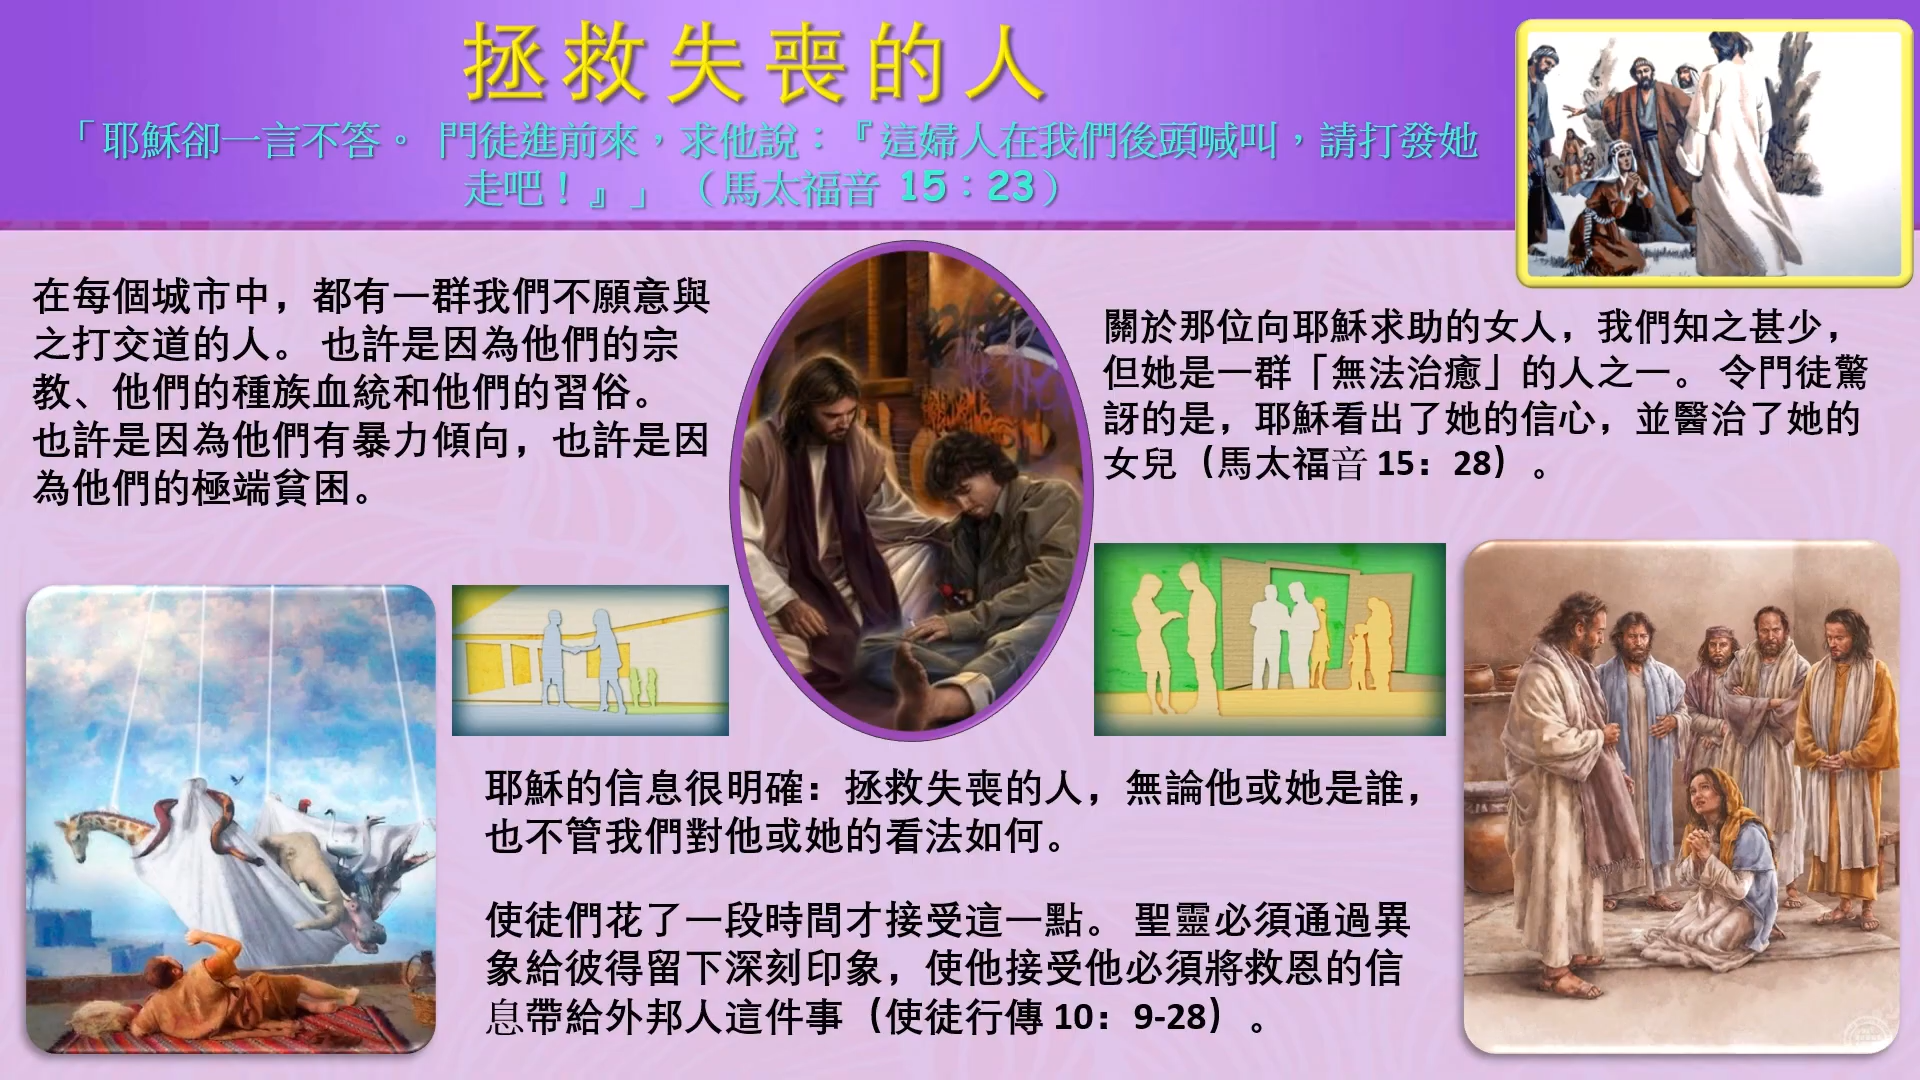 拯救失喪的人
「耶穌卻一言不答。 門徒進前來，求他說：『這婦人在我們後頭喊叫，請打發她
走吧！』」 （馬太福音 15：23）
在每個城市中，都有一群我們不願意與
之打交道的人。 也許是因為他們的宗
教、他們的種族血統和他們的習俗。
也許是因為他們有暴力傾向，也許是因
為他們的極端貧困。
關於那位向耶穌求助的女人，我們知之甚少，
但她是一群「無法治癒」的人之一。 令門徒驚
訝的是，耶穌看出了她的信心，並醫治了她的
女兒（馬太福音 15：28）。
耶穌的信息很明確：拯救失喪的人，無論他或她是誰，
也不管我們對他或她的看法如何。
使徒們花了一段時間才接受這一點。 聖靈必須通過異
象給彼得留下深刻印象，使他接受他必須將救恩的信
息帶給外邦人這件事（使徒行傳 10：9-28）。